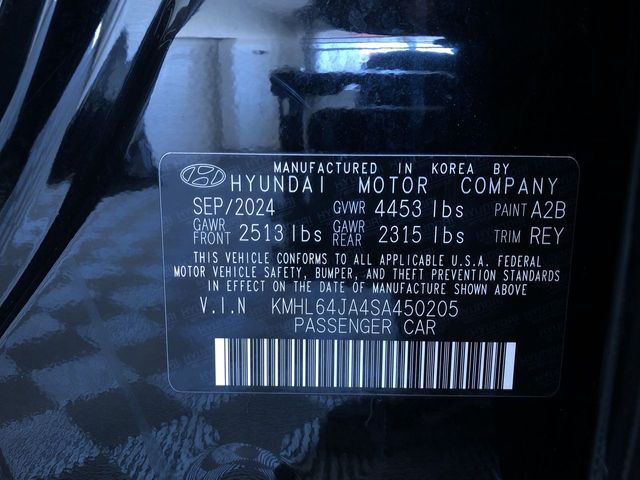 MANUFACTURED IN KOREA BY
HYUNDAI MOTOR COMPANY
SEP/2024 GVWR 4453 lbs PAINT A2B
GAWR FRONT 2513 lbs GAWR REAR 2315 lbs TRIM REY
THIS VEHICLE CONFORMS TO ALL APPLICABLE U.S.A. FEDERAL
MOTOR VEHICLE SAFETY, BUMPER, AND THEFT PREVENTION STANDARDS
IN EFFECT ON THE DATE OF MANUFACTURE SHOWN ABOVE
V.I.N KMHL64JA4SA450205
PASSENGER CAR